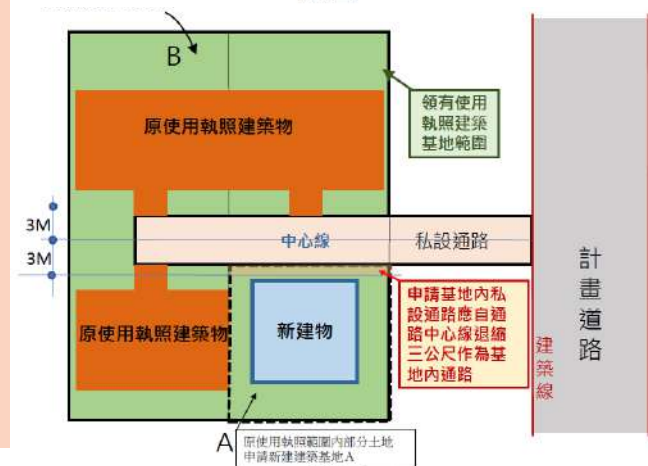 B
原使用執照建築物
領有使用
執照建築
基地範圍
3M
中心線
私設通路
3M
計畫道路
原使用執照建築物
新建物
申請基地內私
設通路應自通
路中心線退縮
三公尺作為基
地內通路
建築線
A
原使用執照範圍內部分土地
申請新建建築基地A